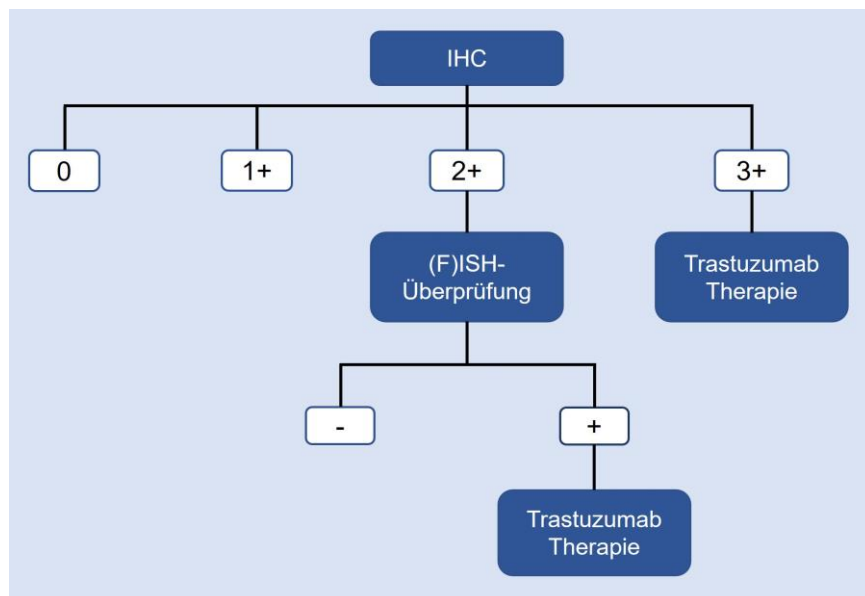 IHC
0
1+
2+
3+
(F)ISH-
Überprüfung
Trastuzumab
Therapie
-
+
Trastuzumab
Therapie